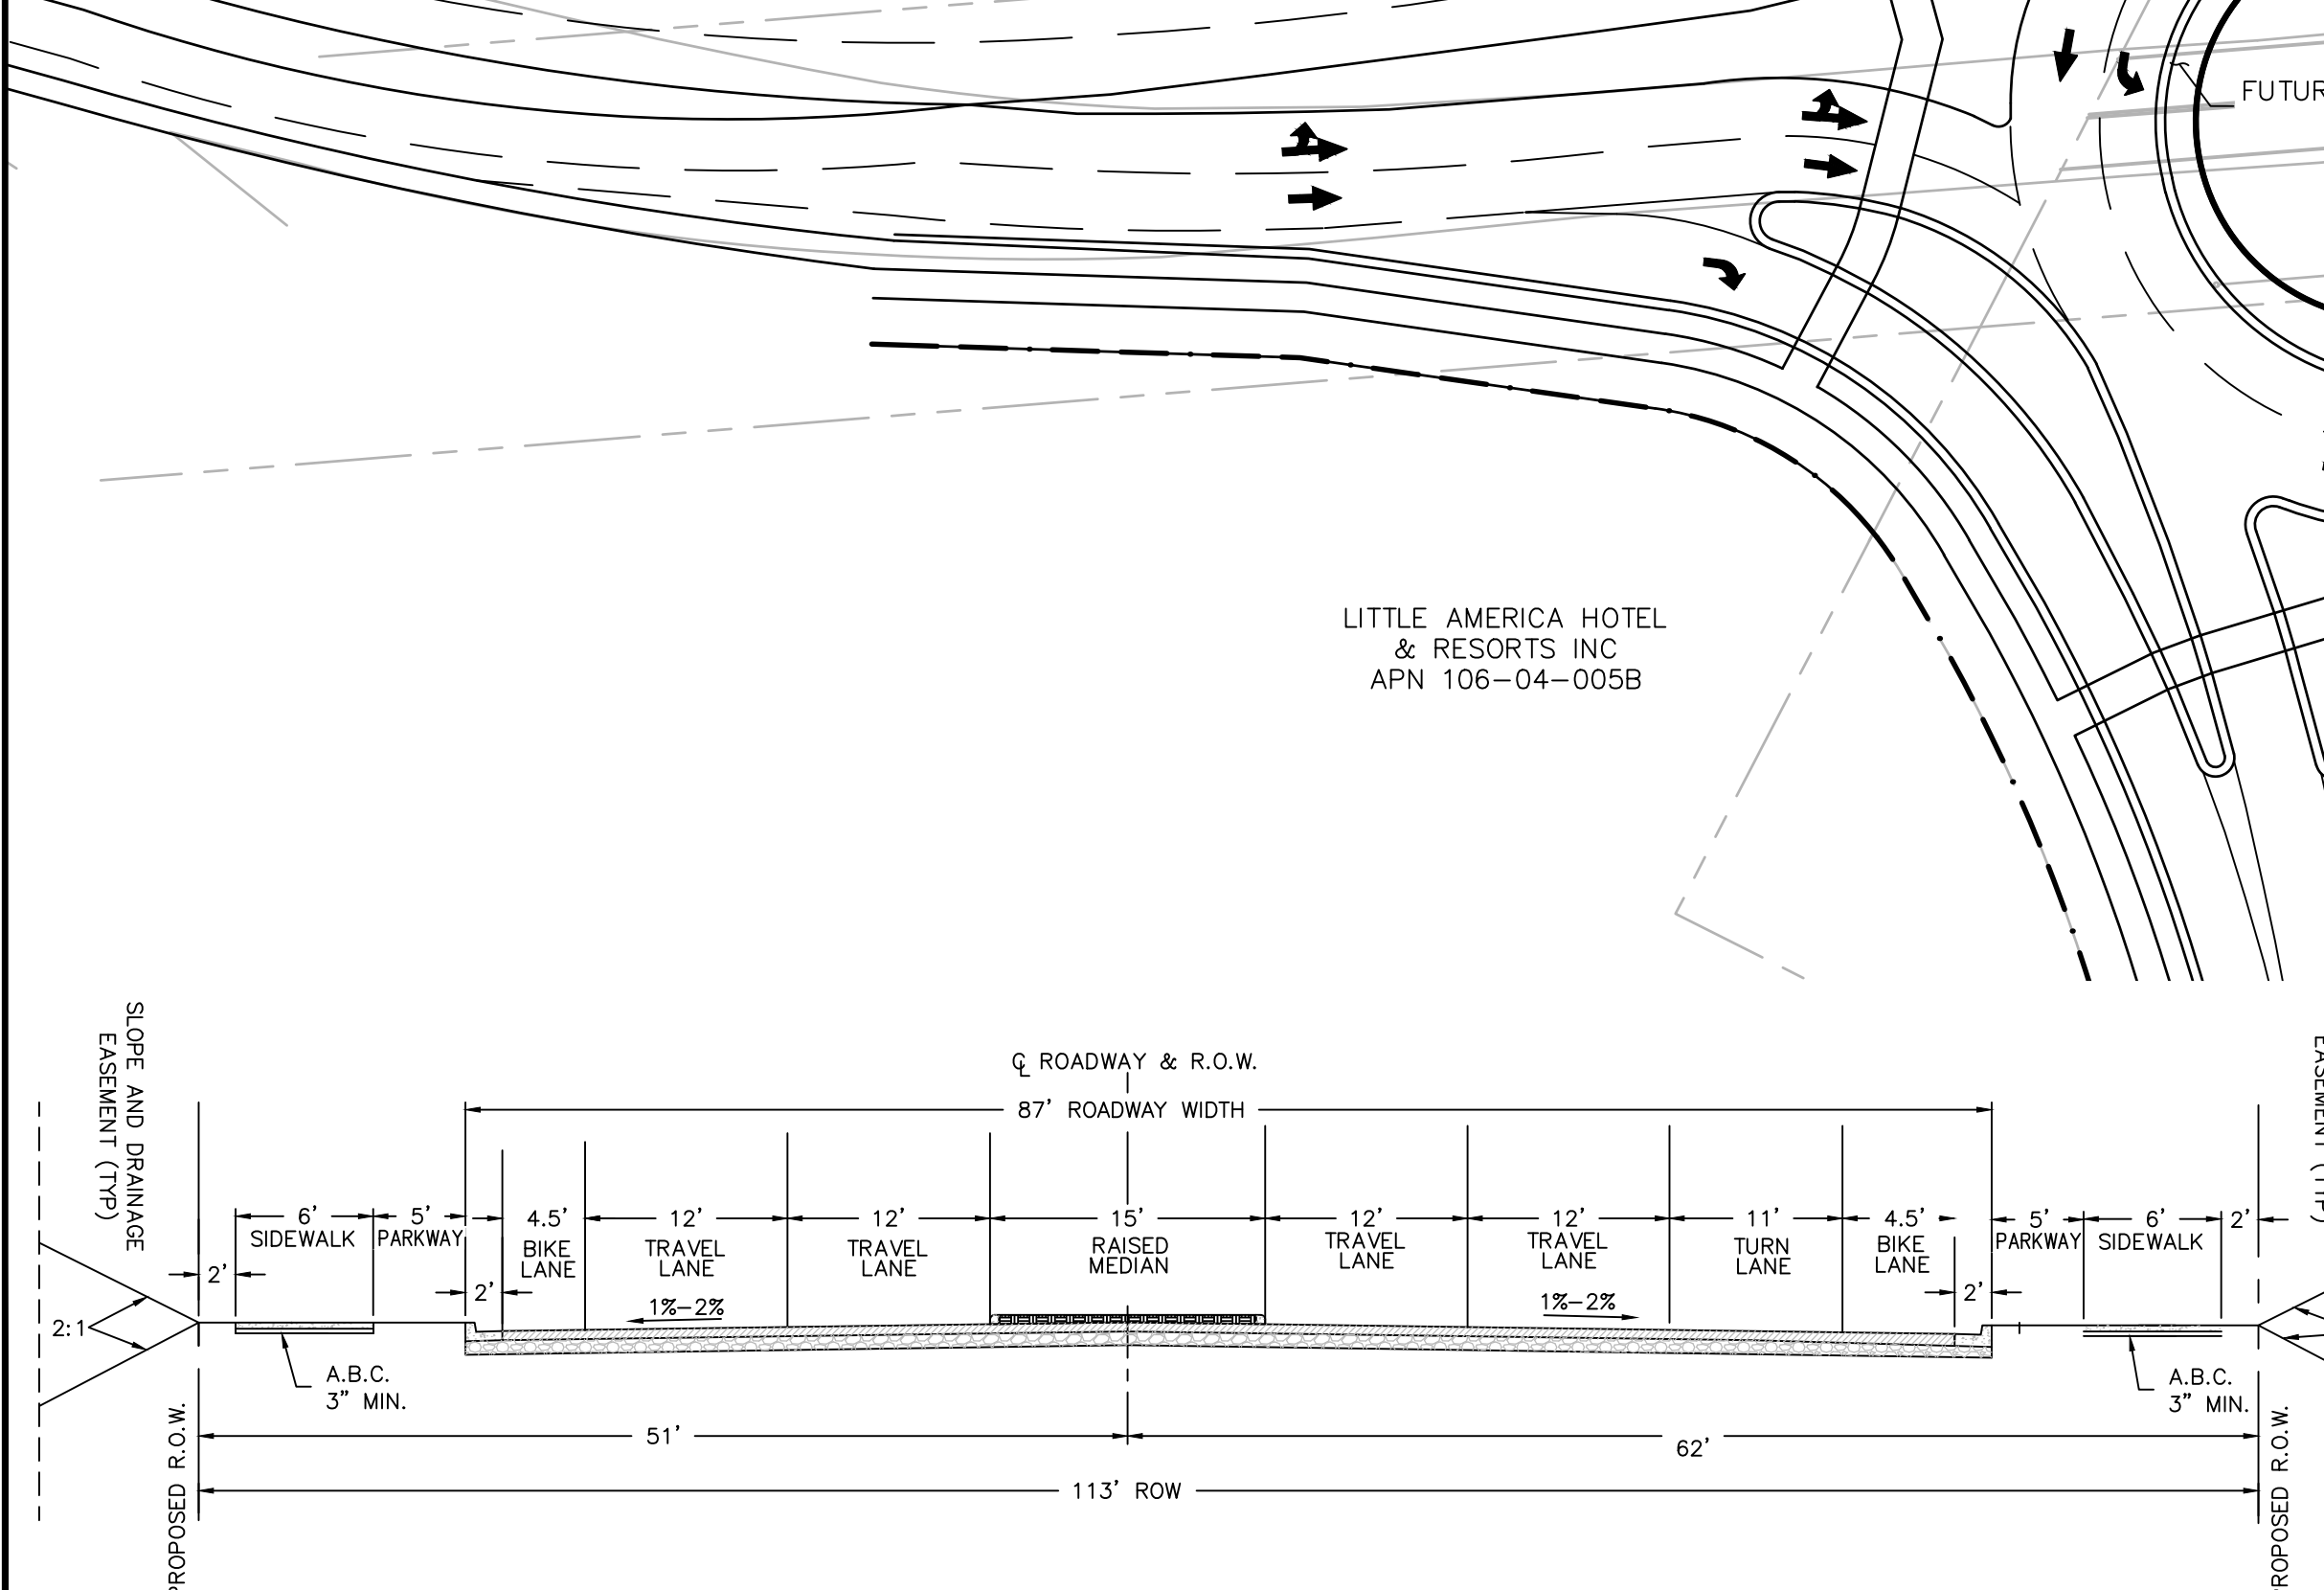 FUTUR
LITTLE AMERICA HOTEL
& RESORTS INC
APN 106-04-005B
SLOPE AND DRAINAGE
EASEMENT (TYP)
EASEMENT (TYP)
℄ ROADWAY & R.O.W.
87' ROADWAY WIDTH
6'
SIDEWALK
5'
PARKWAY
4.5'
BIKE
LANE
12'
TRAVEL
LANE
12'
TRAVEL
LANE
15'
RAISED
MEDIAN
12'
TRAVEL
LANE
12'
TRAVEL
LANE
11'
TURN
LANE
4.5'
BIKE
LANE
5'
PARKWAY
6'
SIDEWALK
2'
2'
2'
2'
1%-2%
1%-2%
2:1
A.B.C.
3" MIN.
A.B.C.
3" MIN.
51'
62'
113' ROW
PROPOSED R.O.W.
PROPOSED R.O.W.